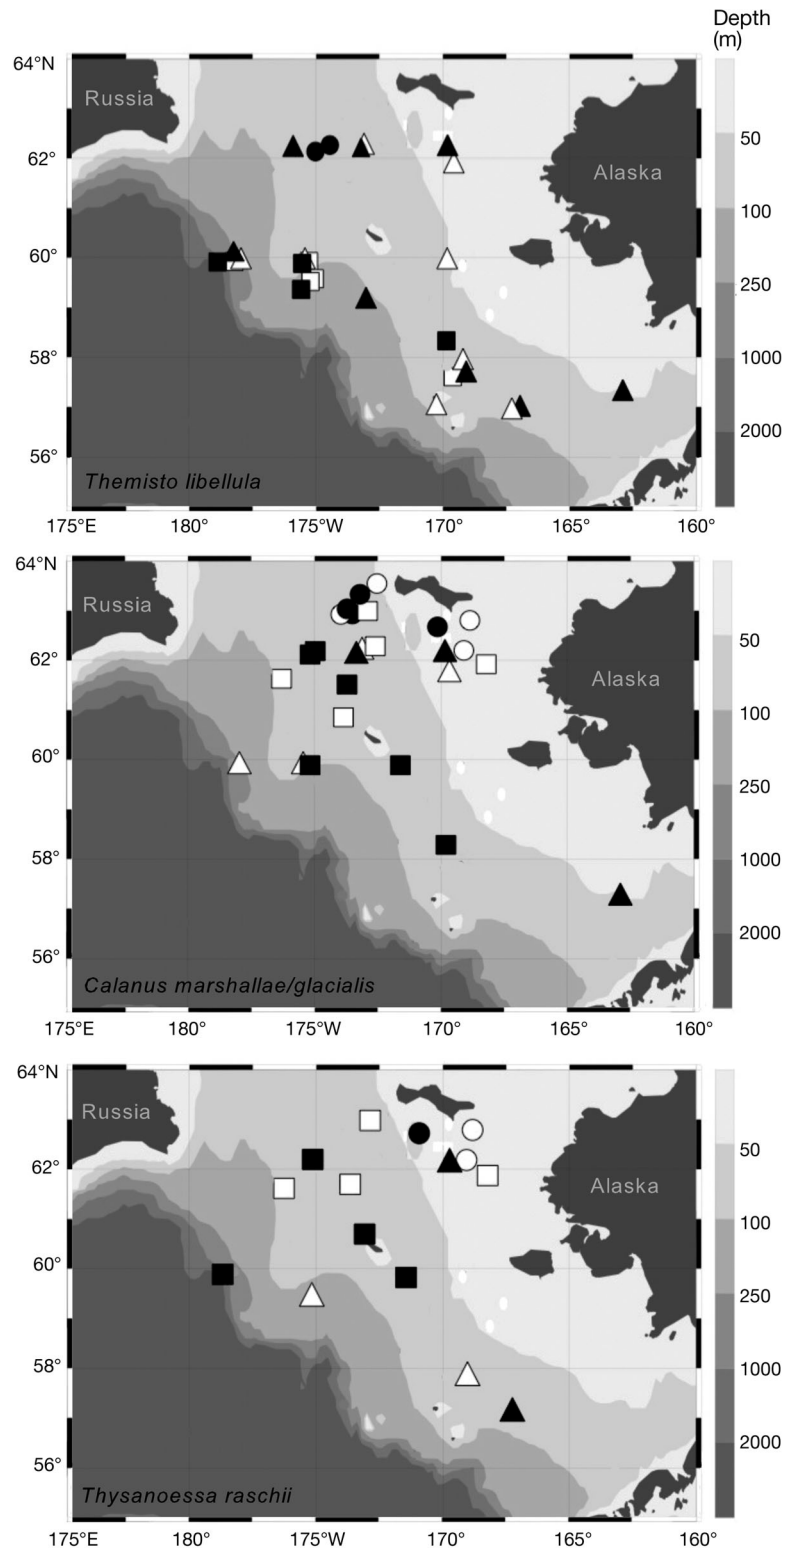 Depth
(m)
64°N
Russia
50
62°
Alaska
100
60°
250
58°
1000
2000
56°
Themisto libellula
175°E
180°
175°W
170°
165°
160°
64°N
Russia
50
62°
Alaska
100
60°
250
58°
1000
2000
56°
Calanus marshallae/glacialis
175°E
180°
175°W
170°
165°
160°
64°N
Russia
50
62°
Alaska
100
60°
250
58°
1000
2000
56°
Thysanoessa raschii
175°E
180°
175°W
170°
165°
160°